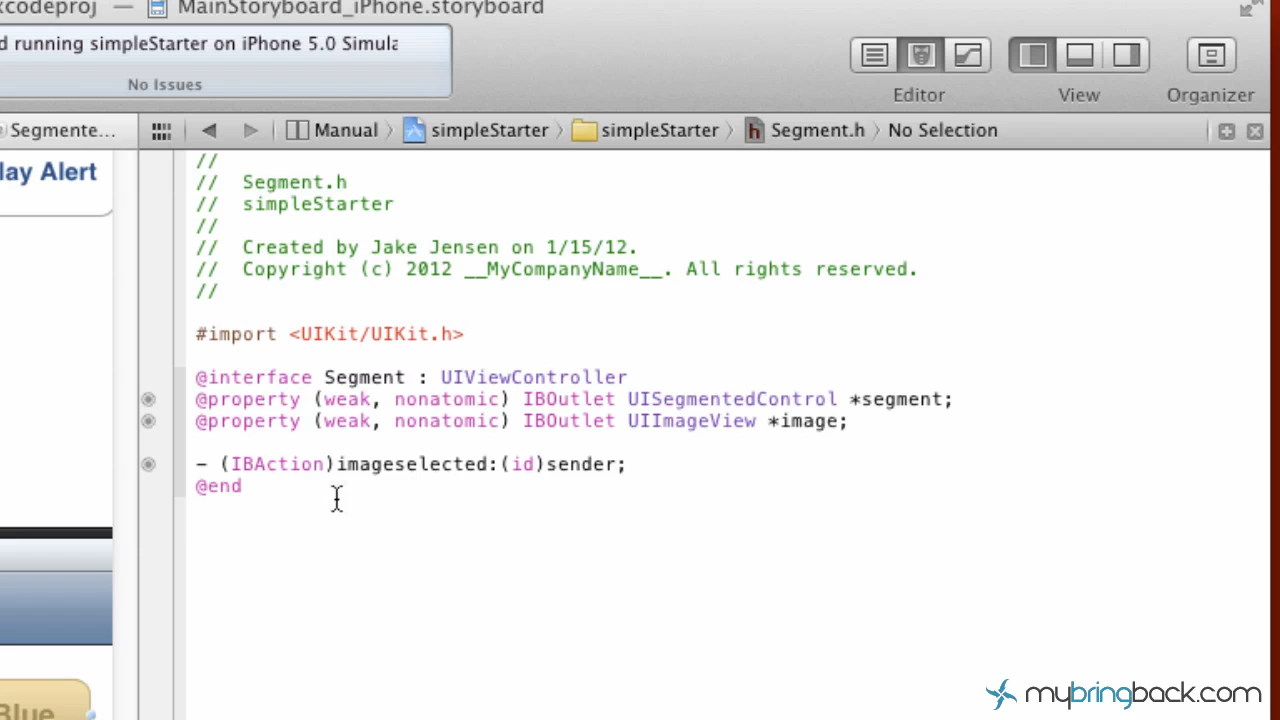 xcodeproj — MainStoryboard_iPhone.storyboard
d running simpleStarter on iPhone 5.0 Simula
No Issues
Editor
View
Organizer
Segmente...
Manual
simpleStarter
simpleStarter
h Segment.h
No Selection
lay Alert
//
// Segment.h
// simpleStarter
//
// Created by Jake Jensen on 1/15/12.
// Copyright (c) 2012 __MyCompanyName__. All rights reserved.
//
#import <UIKit/UIKit.h>
@interface Segment : UIViewController
@property (weak, nonatomic) IBOutlet UISegmentedControl *segment;
@property (weak, nonatomic) IBOutlet UIImageView *image;
- (IBAction)imageselected:(id)sender;
@end
Blue
mybringback.com